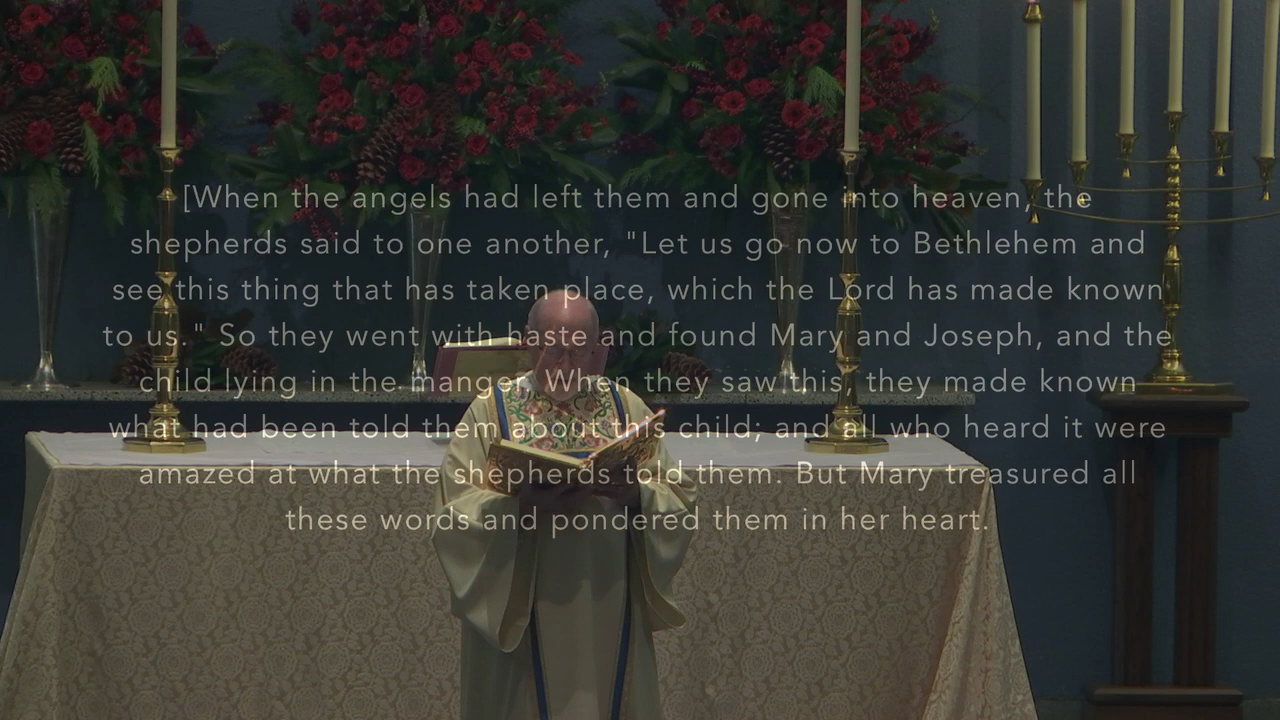 [When the angels had left them and gone into heaven, the
shepherds said to one another, "Let us go now to Bethlehem and
see this thing that has taken place, which the Lord has made known
to us." So they went with haste and found Mary and Joseph, and the
child lying in the manger. When they saw this, they made known
what had been told them about this child; and all who heard it were
amazed at what the shepherds told them. But Mary treasured all
these words and pondered them in her heart.